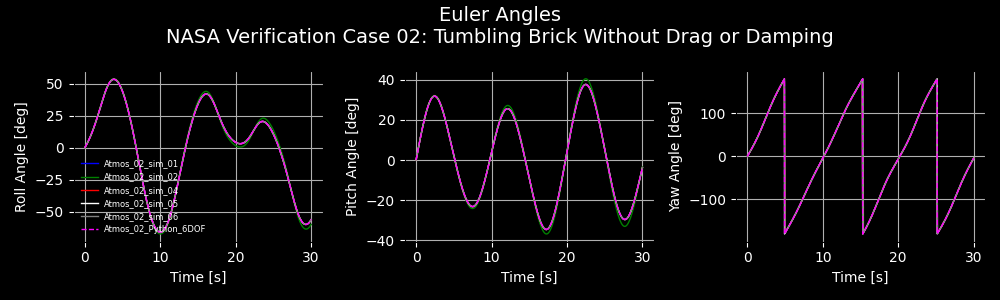 Euler Angles
NASA Verification Case 02: Tumbling Brick Without Drag or Damping
Roll Angle [deg]
50
25
0
−25
−50
Atmos_02_sim_01
Atmos_02_sim_02
Atmos_02_sim_04
Atmos_02_sim_05
Atmos_02_sim_06
Atmos_02_Python_6DOF
0 10 20 30
Time [s]
Pitch Angle [deg]
40
20
0
−20
−40
0 10 20 30
Time [s]
Yaw Angle [deg]
100
0
−100
0 10 20 30
Time [s]